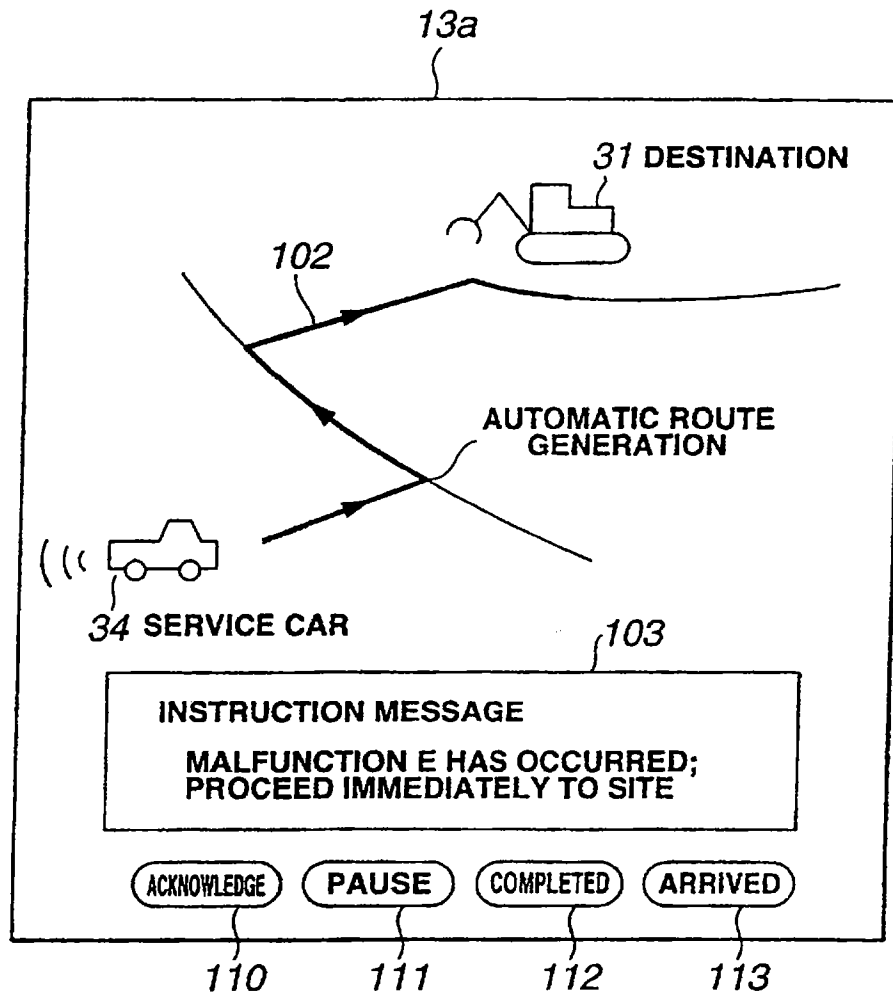 13a
31 DESTINATION
102
AUTOMATIC ROUTE
GENERATION
34 SERVICE CAR
103
INSTRUCTION MESSAGE
MALFUNCTION E HAS OCCURRED;
PROCEED IMMEDIATELY TO SITE
ACKNOWLEDGE PAUSE COMPLETED ARRIVED
110 111 112 113